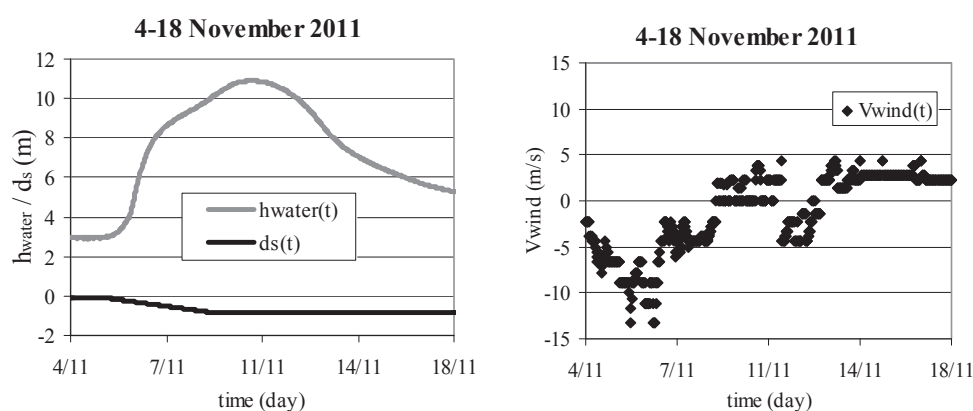 4-18 November 2011
12
10
8
6
4
2
0
-2
hwater / ds (m)
hwater(t)
ds(t)
4/11
7/11
11/11
14/11
18/11
time (day)
4-18 November 2011
15
10
5
0
-5
-10
-15
Vwind (m/s)
Vwind(t)
4/11
7/11
11/11
14/11
18/11
time (day)